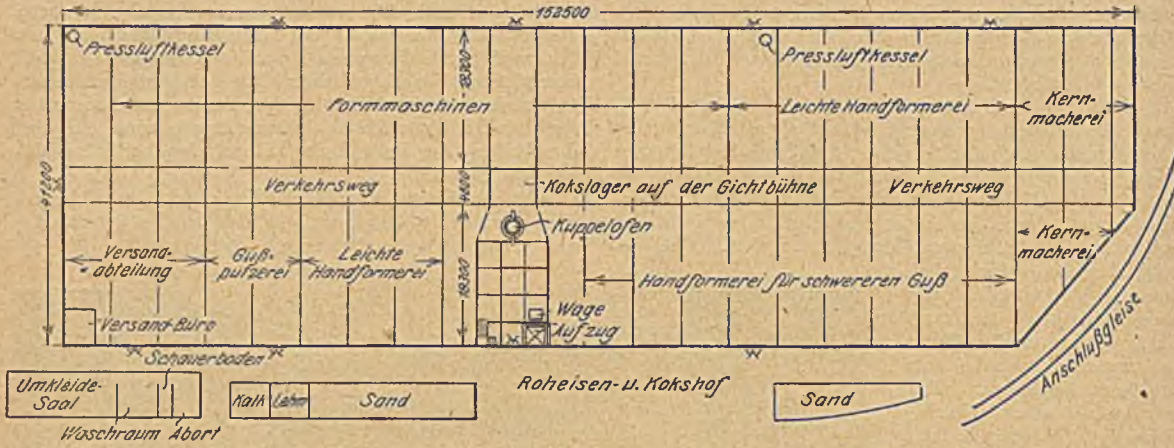 152500
Pressluftkessel
Pressluftkessel
18300
Formmaschinen
Leichte Handformerei
Kern-
macherei
41200
Verkehrsweg
4600
Kokslager auf der Gichtbühne
Verkehrsweg
Kuppelofen
Versand-
abteilung
Guß-
putzerei
Leichte
Handformerei
18300
Handformerei für schwereren Guß
Kern-
macherei
Versand-Büro
Wage
Aufzug
Schauerboden
Anschlußgleise
Umkleide-
Saal
Kalk
Lehm
Sand
Roheisen- u. Kokshof
Sand
Waschraum
Abort